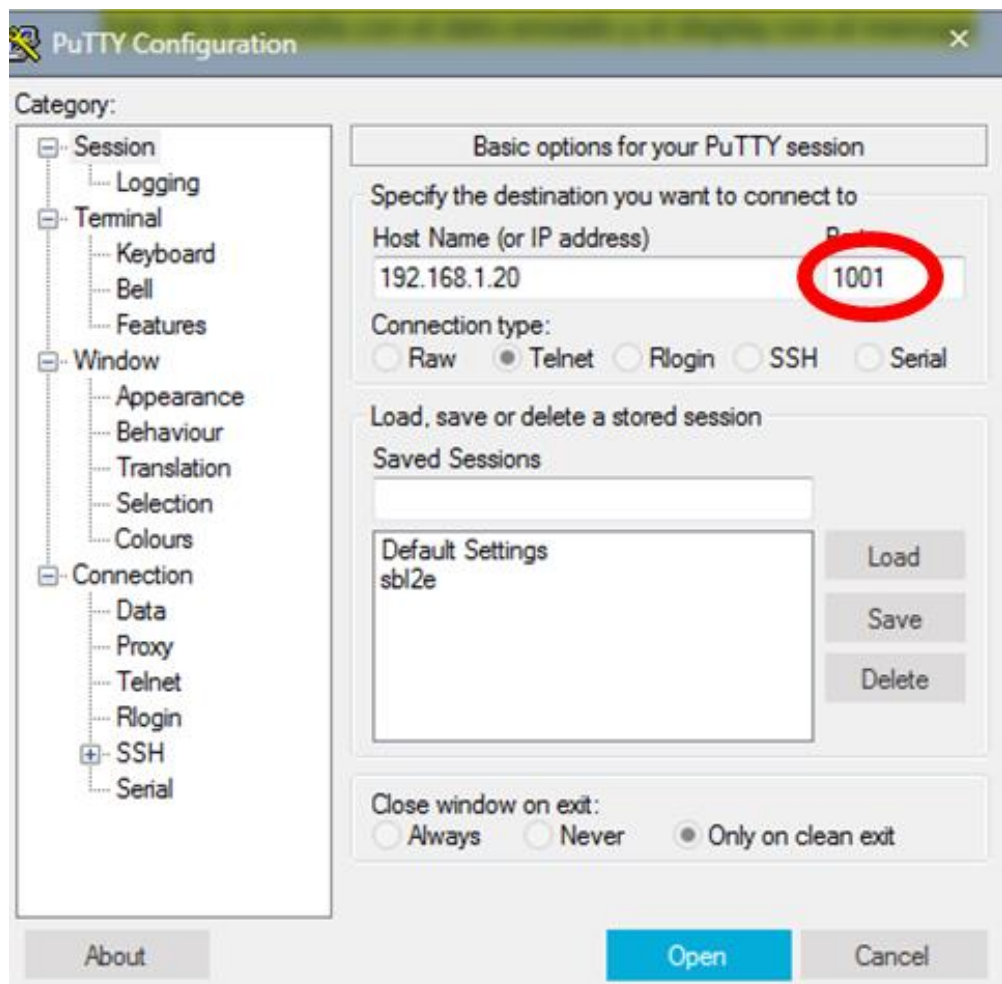 PuTTY Configuration
Category:
Session
Logging
Terminal
Keyboard
Bell
Features
Window
Appearance
Behaviour
Translation
Selection
Colours
Connection
Data
Proxy
Telnet
Rlogin
SSH
Serial
Basic options for your PuTTY session
Specify the destination you want to connect to
Host Name (or IP address)
192.168.1.20 1001
Connection type:
Raw Telnet Rlogin SSH Serial
Load, save or delete a stored session
Saved Sessions
Default Settings
sbl2e
Load
Save
Delete
Close window on exit:
Always Never Only on clean exit
About Open Cancel